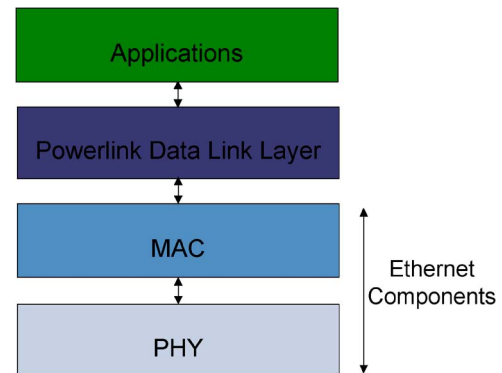 Applications
Powerlink Data Link Layer
MAC
Ethernet
Components
PHY